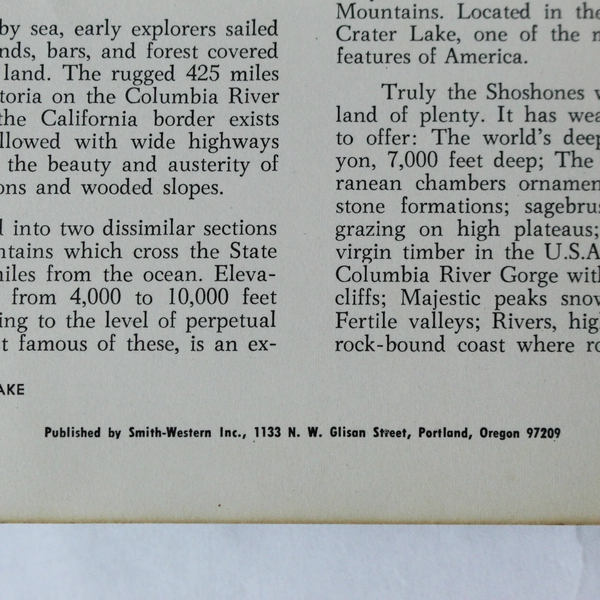 by sea, early explorers sailed
nds, bars, and forest covered
land. The rugged 425 miles
toria on the Columbia River
the California border exists
llowed with wide highways
the beauty and austerity of
ons and wooded slopes.
d into two dissimilar sections
ntains which cross the State
miles from the ocean. Eleva-
from 4,000 to 10,000 feet
ing to the level of perpetual
t famous of these, is an ex-
AKE
Mountains. Located in the
Crater Lake, one of the m
features of America.
Truly the Shoshones w
land of plenty. It has wea
to offer: The world's deep
yon, 7,000 feet deep; The
ranean chambers ornamen
stone formations; sagebrus
grazing on high plateaus;
virgin timber in the U.S.A
Columbia River Gorge with
cliffs; Majestic peaks snow
Fertile valleys; Rivers, high
rock-bound coast where ro
Published by Smith-Western Inc., 1133 N. W. Glisan Street, Portland, Oregon 97209